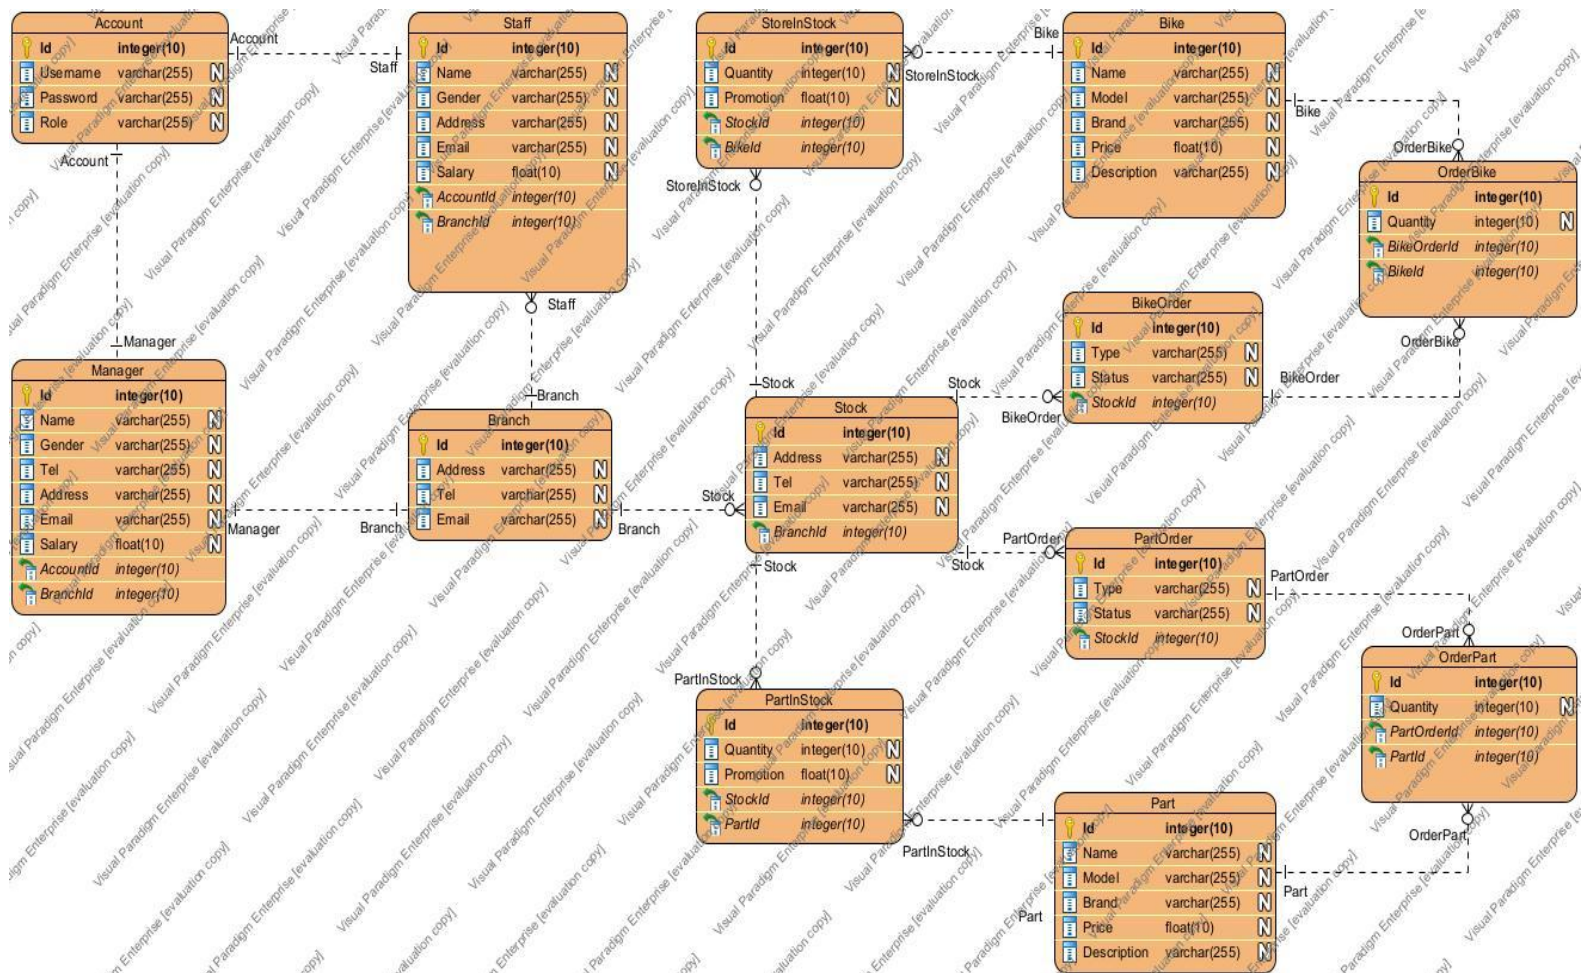 Account
Id integer(10)
Username varchar(255) N
Password varchar(255) N
Role varchar(255) N
Account
Staff
Account
Staff
Id integer(10)
Name varchar(255) N
Gender varchar(255) N
Address varchar(255) N
Email varchar(255) N
Salary float(10) N
AccountId integer(10)
BranchId integer(10)
Staff
StoreInStock
Id integer(10)
Quantity integer(10) N
Promotion float(10) N
StockId integer(10)
BikeId integer(10)
StoreInStock
Bike
StoreInStock
Bike
Id integer(10)
Name varchar(255) N
Model varchar(255) N
Brand varchar(255) N
Price float(10) N
Description varchar(255) N
Bike
OrderBike
OrderBike
Id integer(10)
Quantity integer(10) N
BikeOrderId integer(10)
BikeId integer(10)
OrderBike
BikeOrder
BikeOrder
Id integer(10)
Type varchar(255) N
Status varchar(255) N
StockId integer(10)
Manager
Manager
Id integer(10)
Name varchar(255) N
Gender varchar(255) N
Tel varchar(255) N
Address varchar(255) N
Email varchar(255) N
Salary float(10) N
AccountId integer(10)
BranchId integer(10)
Manager
Branch
Branch
Branch
Id integer(10)
Address varchar(255) N
Tel varchar(255) N
Email varchar(255) N
Branch
Stock
Stock
Stock
BikeOrder
Stock
Id integer(10)
Address varchar(255) N
Tel varchar(255) N
Email varchar(255) N
BranchId integer(10)
Stock
Stock
PartOrder
PartOrder
Id integer(10)
Type varchar(255) N
Status varchar(255) N
StockId integer(10)
PartOrder
OrderPart
OrderPart
Id integer(10)
Quantity integer(10) N
PartOrderId integer(10)
PartId integer(10)
OrderPart
Part
PartInStock
PartInStock
Id integer(10)
Quantity integer(10) N
Promotion float(10) N
StockId integer(10)
PartId integer(10)
PartInStock
Part
Part
Id integer(10)
Name varchar(255) N
Model varchar(255) N
Brand varchar(255) N
Price float(10) N
Description varchar(255) N
Visual Paradigm Enterprise [evaluation copy]